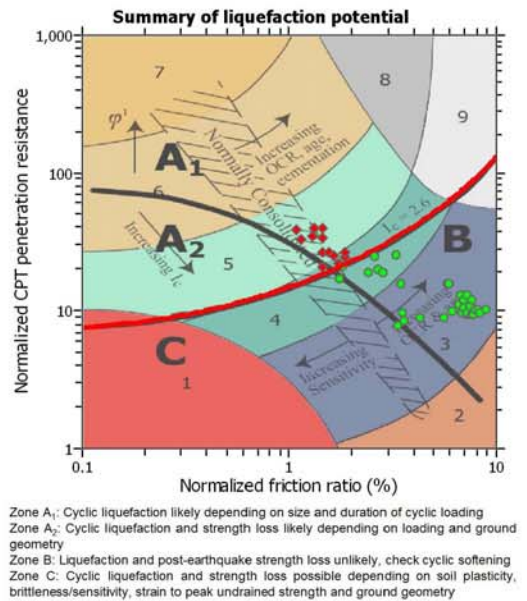 Summary of liquefaction potential
1,000
100
10
1
Normalized CPT penetration resistance
7
8
9
φ'
A1
6
A2
5
4
C
1
B
3
2
Increasing OCR, age, cementation
Normally Consolidated
Increasing Ic
Ic = 2.6
Increasing
Increasing Sensitivity
0.1
1
10
Normalized friction ratio (%)
Zone A1: Cyclic liquefaction likely depending on size and duration of cyclic loading
Zone A2: Cyclic liquefaction and strength loss likely depending on loading and ground
geometry
Zone B: Liquefaction and post-earthquake strength loss unlikely, check cyclic softening
Zone C: Cyclic liquefaction and strength loss possible depending on soil plasticity,
brittleness/sensitivity, strain to peak undrained strength and ground geometry